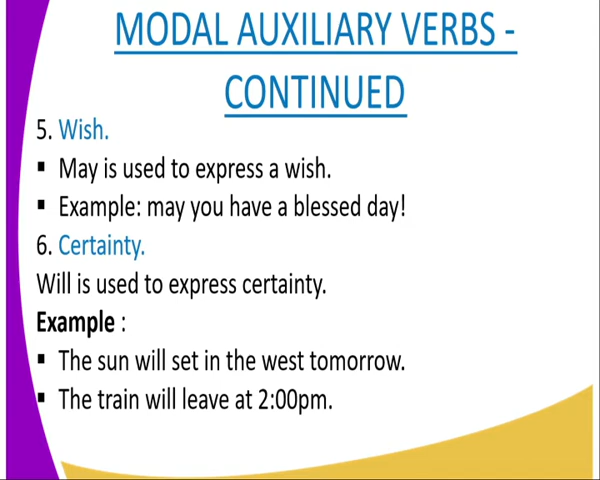 MODAL AUXILIARY VERBS -
CONTINUED
5. Wish.
▪ May is used to express a wish.
▪ Example: may you have a blessed day!
6. Certainty.
Will is used to express certainty.
Example :
▪ The sun will set in the west tomorrow.
▪ The train will leave at 2:00pm.